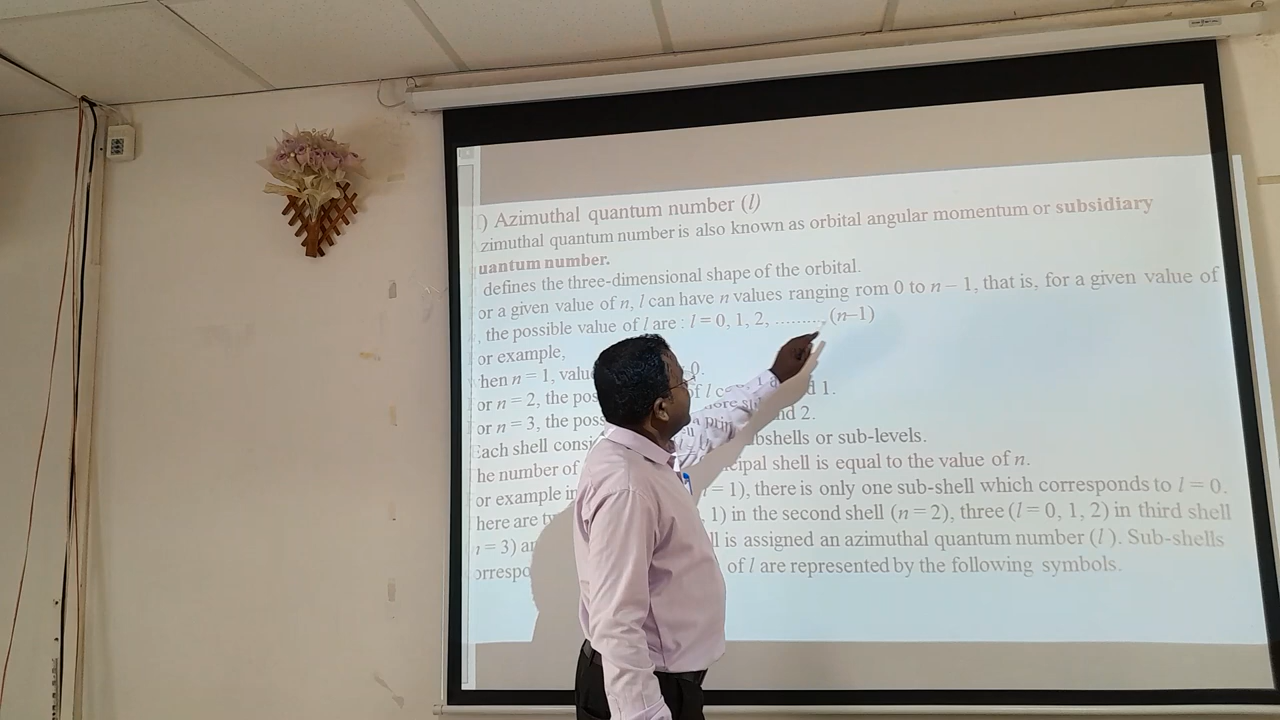 ) Azimuthal quantum number (l)
zimuthal quantum number is also known as orbital angular momentum or subsidiary
uantum number.
defines the three-dimensional shape of the orbital.
or a given value of n, l can have n values ranging rom 0 to n – 1, that is, for a given value of
, the possible value of l are : l = 0, 1, 2, ......... (n–1)
or example,
hen n = 1, value 0.
or n = 2, the pos of l c 1.
or n = 3, the poss nd 2.
Each shell consi bshells or sub-levels.
he number of cipal shell is equal to the value of n.
or example in = 1), there is only one sub-shell which corresponds to l = 0.
here are tw 1) in the second shell (n = 2), three (l = 0, 1, 2) in third shell
n = 3) an ll is assigned an azimuthal quantum number (l ). Sub-shells
orrespo of l are represented by the following symbols.